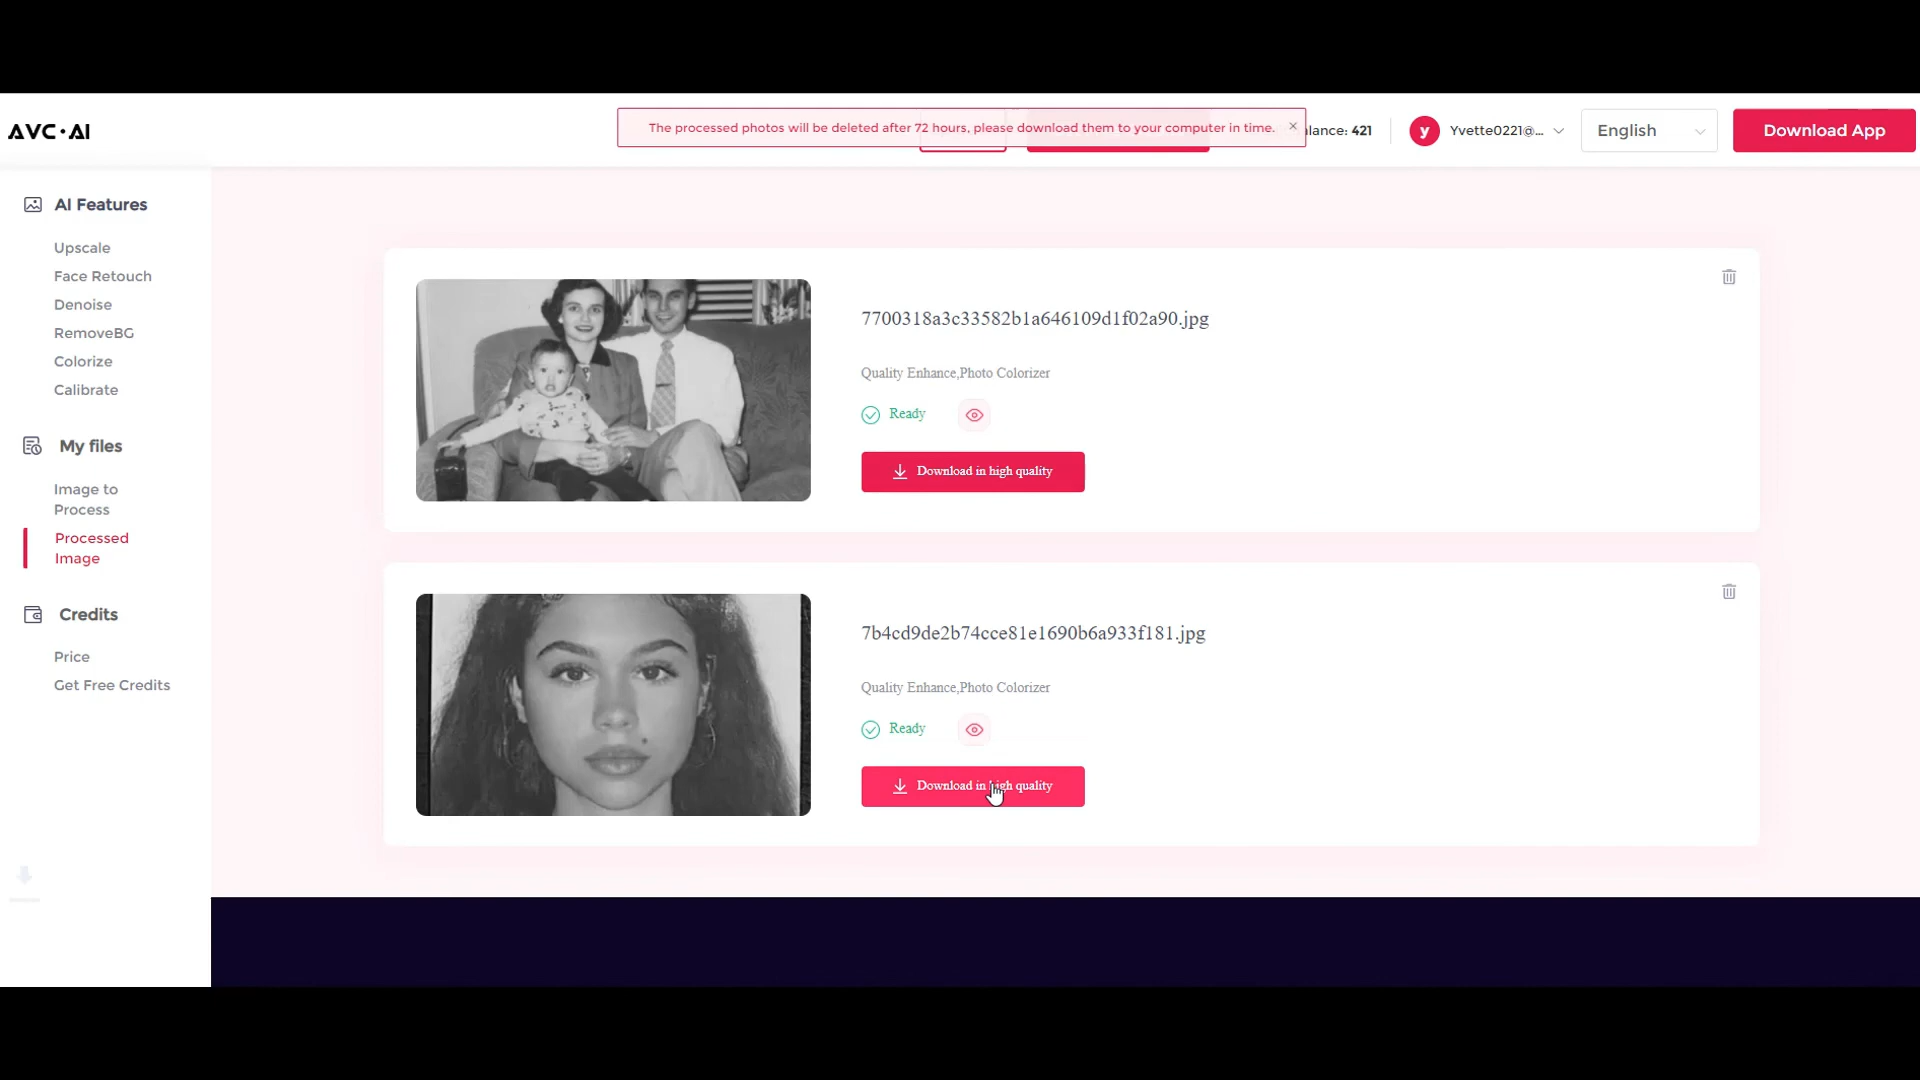 AVC·AI
The processed photos will be deleted after 72 hours, please download them to your computer in time.
lance: 421
y
Yvette0221@...
English
Download App
AI Features
Upscale
Face Retouch
Denoise
RemoveBG
Colorize
Calibrate
My files
Image to
Process
Processed
Image
Credits
Price
Get Free Credits
7700318a3c33582b1a646109d1f02a90.jpg
Quality Enhance,Photo Colorizer
Ready
Download in high quality
7b4cd9de2b74cce81e1690b6a933f181.jpg
Quality Enhance,Photo Colorizer
Ready
Download in high quality